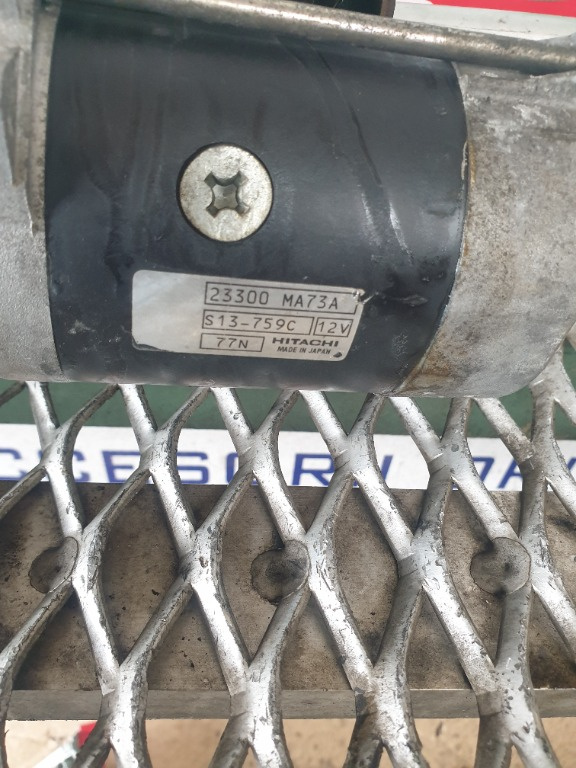 23300 MA73A
S13-759C 12V
77N HITACHI
MADE IN JAPAN